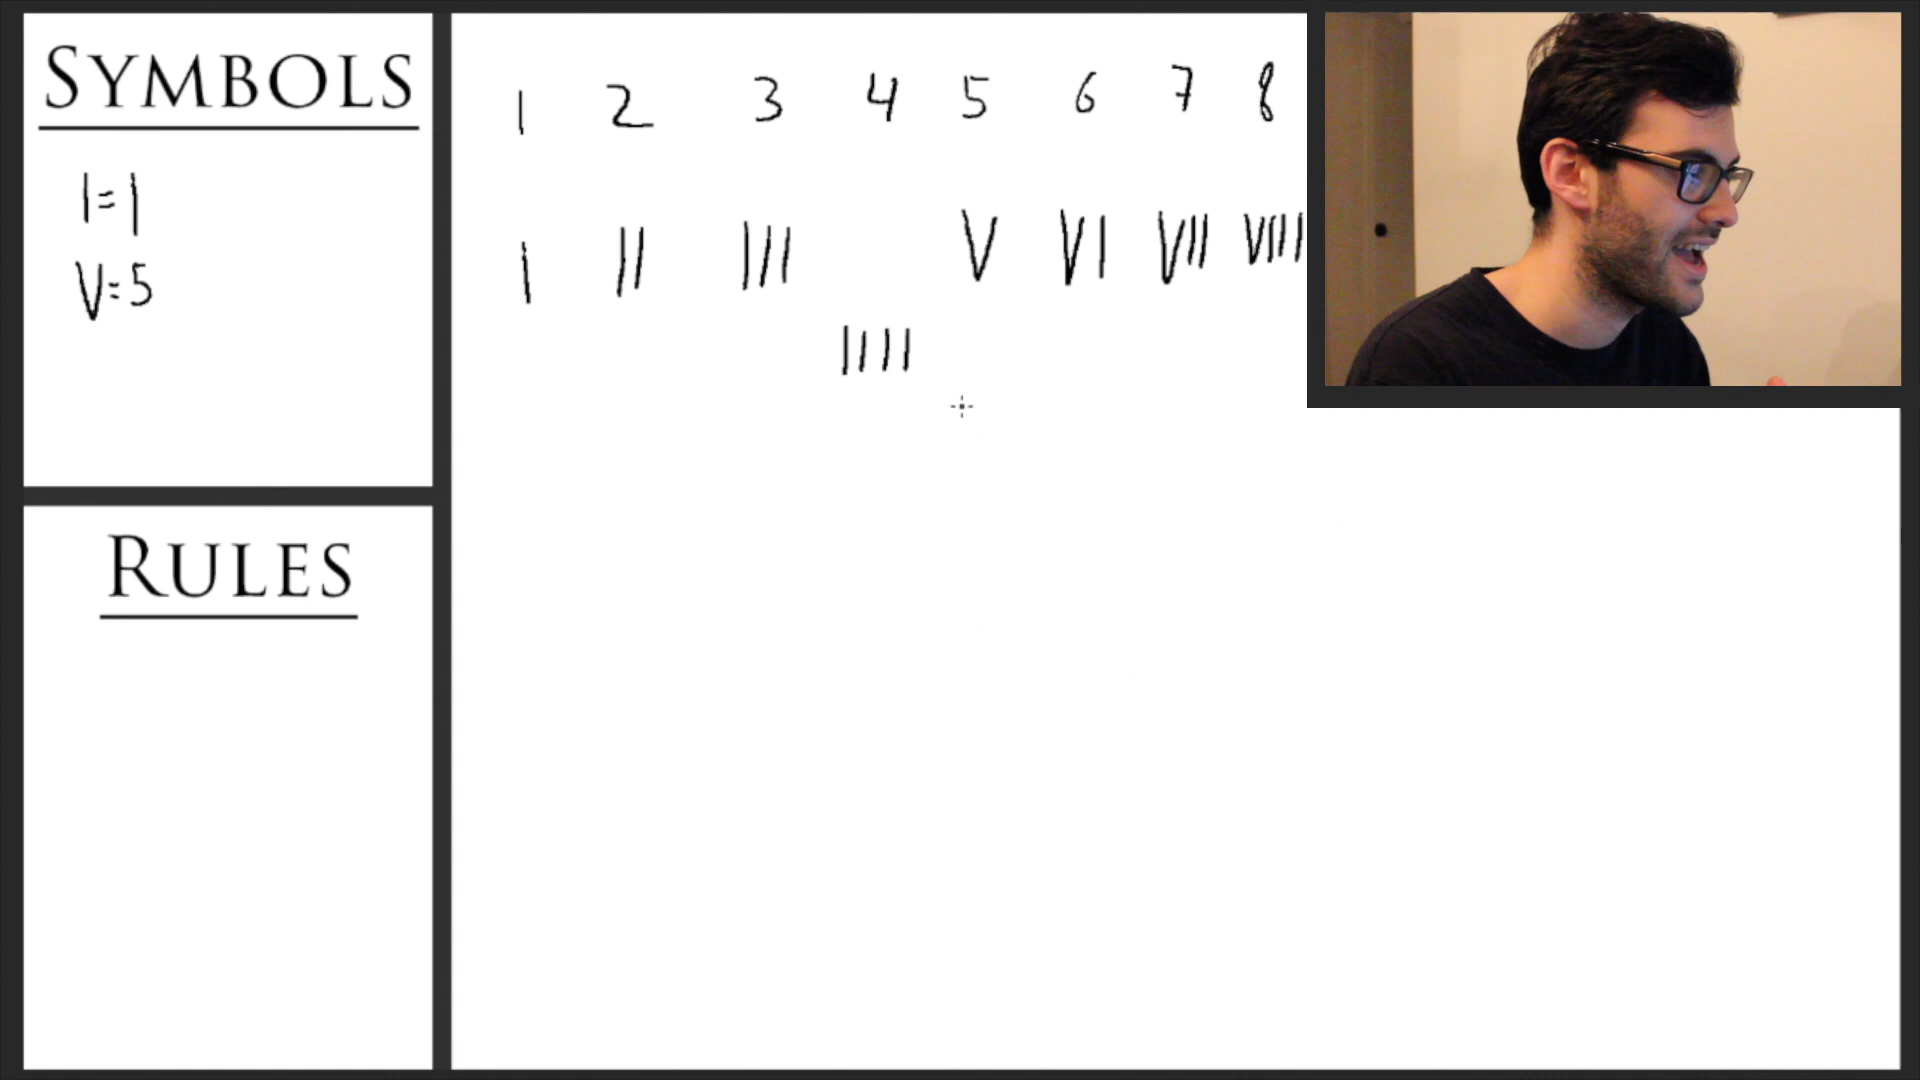 SYMBOLS
I=1
V=5
1 2 3 4 5 6 7 8
I II III V VI VII VIII
IIII
RULES